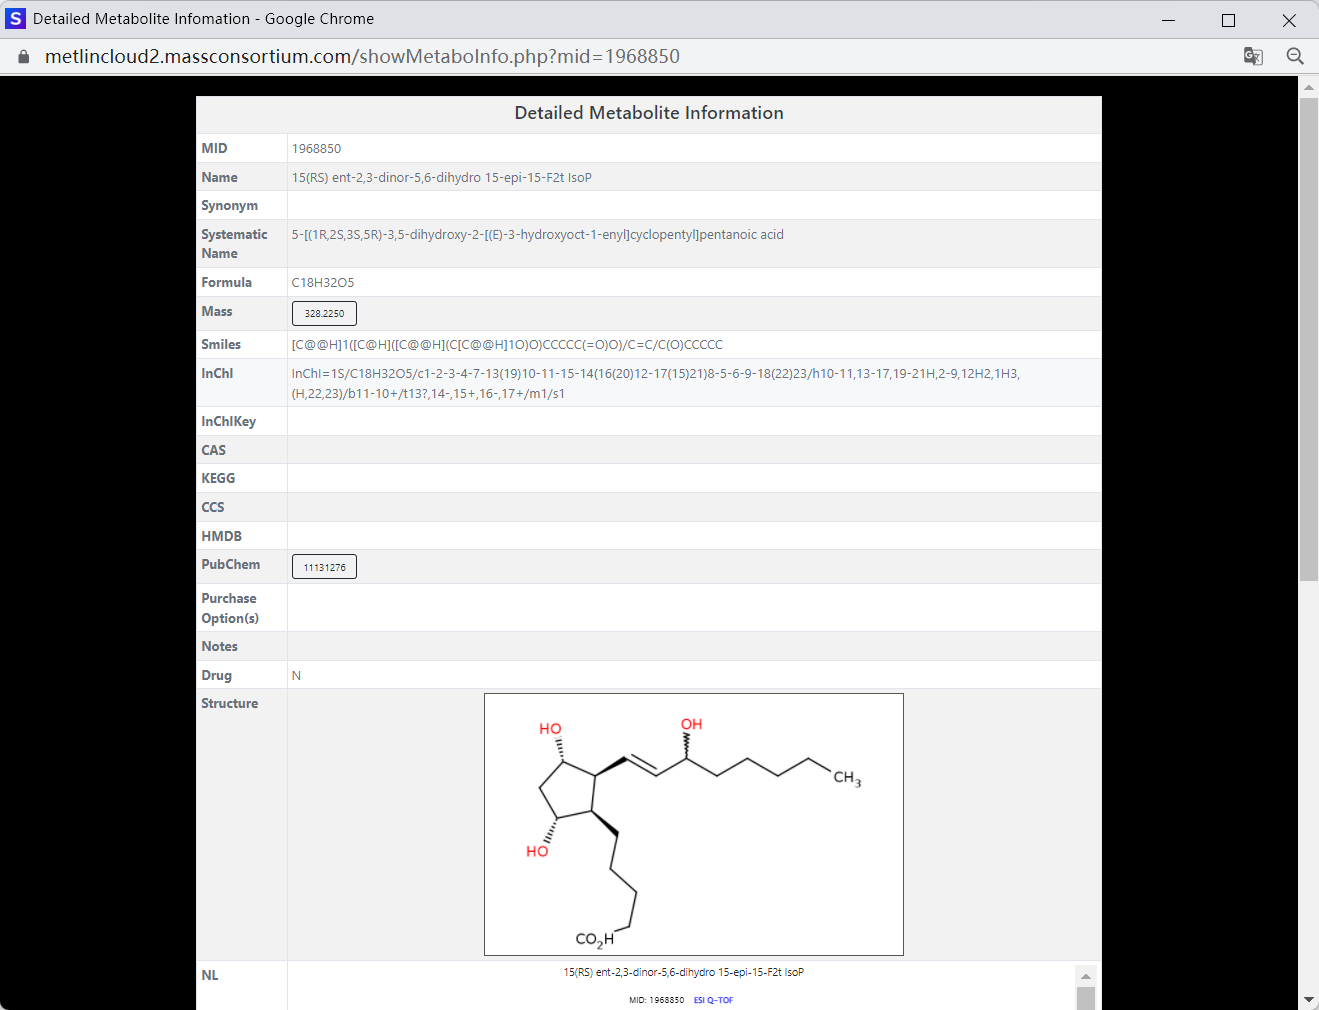 Detailed Metabolite Infomation - Google Chrome
metlincloud2.massconsortium.com/showMetaboInfo.php?mid=1968850
Detailed Metabolite Information
MID 1968850
Name 15(RS) ent-2,3-dinor-5,6-dihydro 15-epi-15-F2t IsoP
Synonym
Systematic Name 5-[(1R,2S,3S,5R)-3,5-dihydroxy-2-[(E)-3-hydroxyoct-1-enyl]cyclopentyl]pentanoic acid
Formula C18H32O5
Mass 328.2250
Smiles [C@@H]1([C@H]([C@@H](C[C@@H]1O)O)CCCCC(=O)O)/C=C/C(O)CCCCC
InChI InChI=1S/C18H32O5/c1-2-3-4-7-13(19)10-11-15-14(16(20)12-17(15)21)8-5-6-9-18(22)23/h10-11,13-17,19-21H,2-9,12H2,1H3,
(H,22,23)/b11-10+/t13?,14-,15+,16-,17+/m1/s1
InChIKey
CAS
KEGG
CCS
HMDB
PubChem 11131276
Purchase Option(s)
Notes
Drug N
Structure
HO
OH
CH3
HO
CO2H
NL 15(RS) ent-2,3-dinor-5,6-dihydro 15-epi-15-F2t IsoP
MID: 1968850 ESI Q-TOF